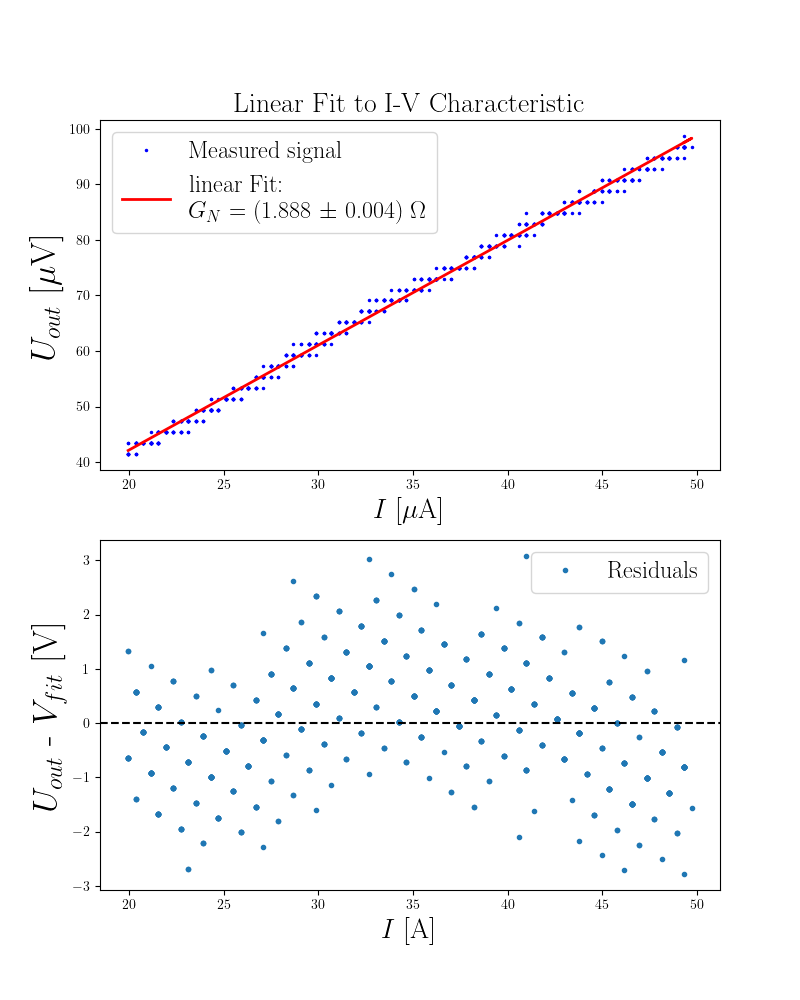 Linear Fit to I-V Characteristic
Measured signal
linear Fit:
G_N = (1.888 ± 0.004) Ω
U_out [μV]
100
90
80
70
60
50
40
20 25 30 35 40 45 50
I [μA]
Residuals
U_out - V_fit [V]
3
2
1
0
−1
−2
−3
20 25 30 35 40 45 50
I [A]